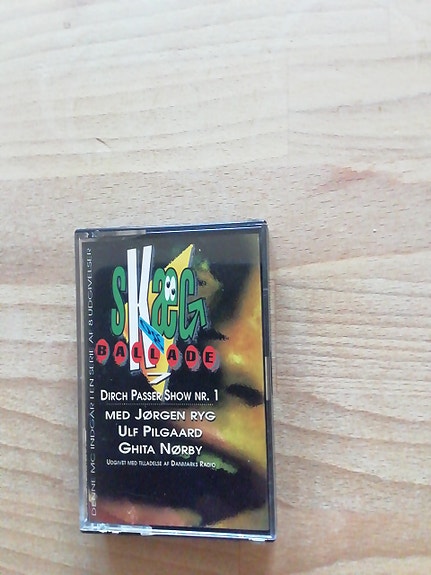 SKÆG
OG
BALLADE
DIRCH PASSER SHOW NR. 1
MED JØRGEN RYG
ULF PILGAARD
GHITA NØRBY
UDGIVET MED TILLADELSE AF DANMARKS RADIO
DENNE MC INDGÅR I EN SERIE AF 8 UDGIVELSER